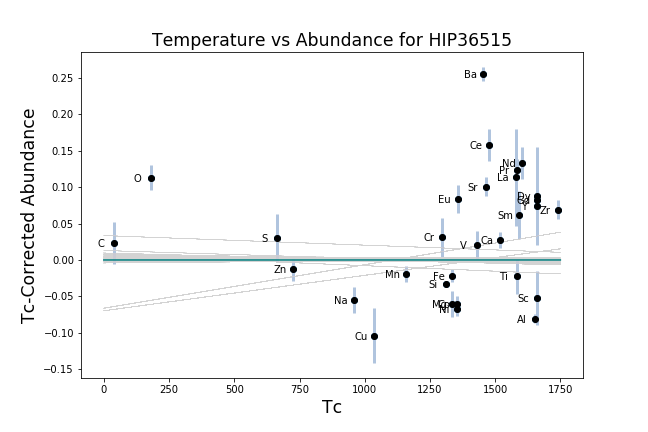 Temperature vs Abundance for HIP36515
Tc-Corrected Abundance
0.25
0.20
0.15
0.10
0.05
0.00
−0.05
−0.10
−0.15
Ba
Ce
Nd
Pr
La
O
Sr
Eu
Dy
Y
Zr
Sm
Cr
S
C
V
Ca
Zn
Mn
Fe
Ti
Si
Sc
Na
Ni
Al
Cu
0
250
500
750
1000
1250
1500
1750
Tc